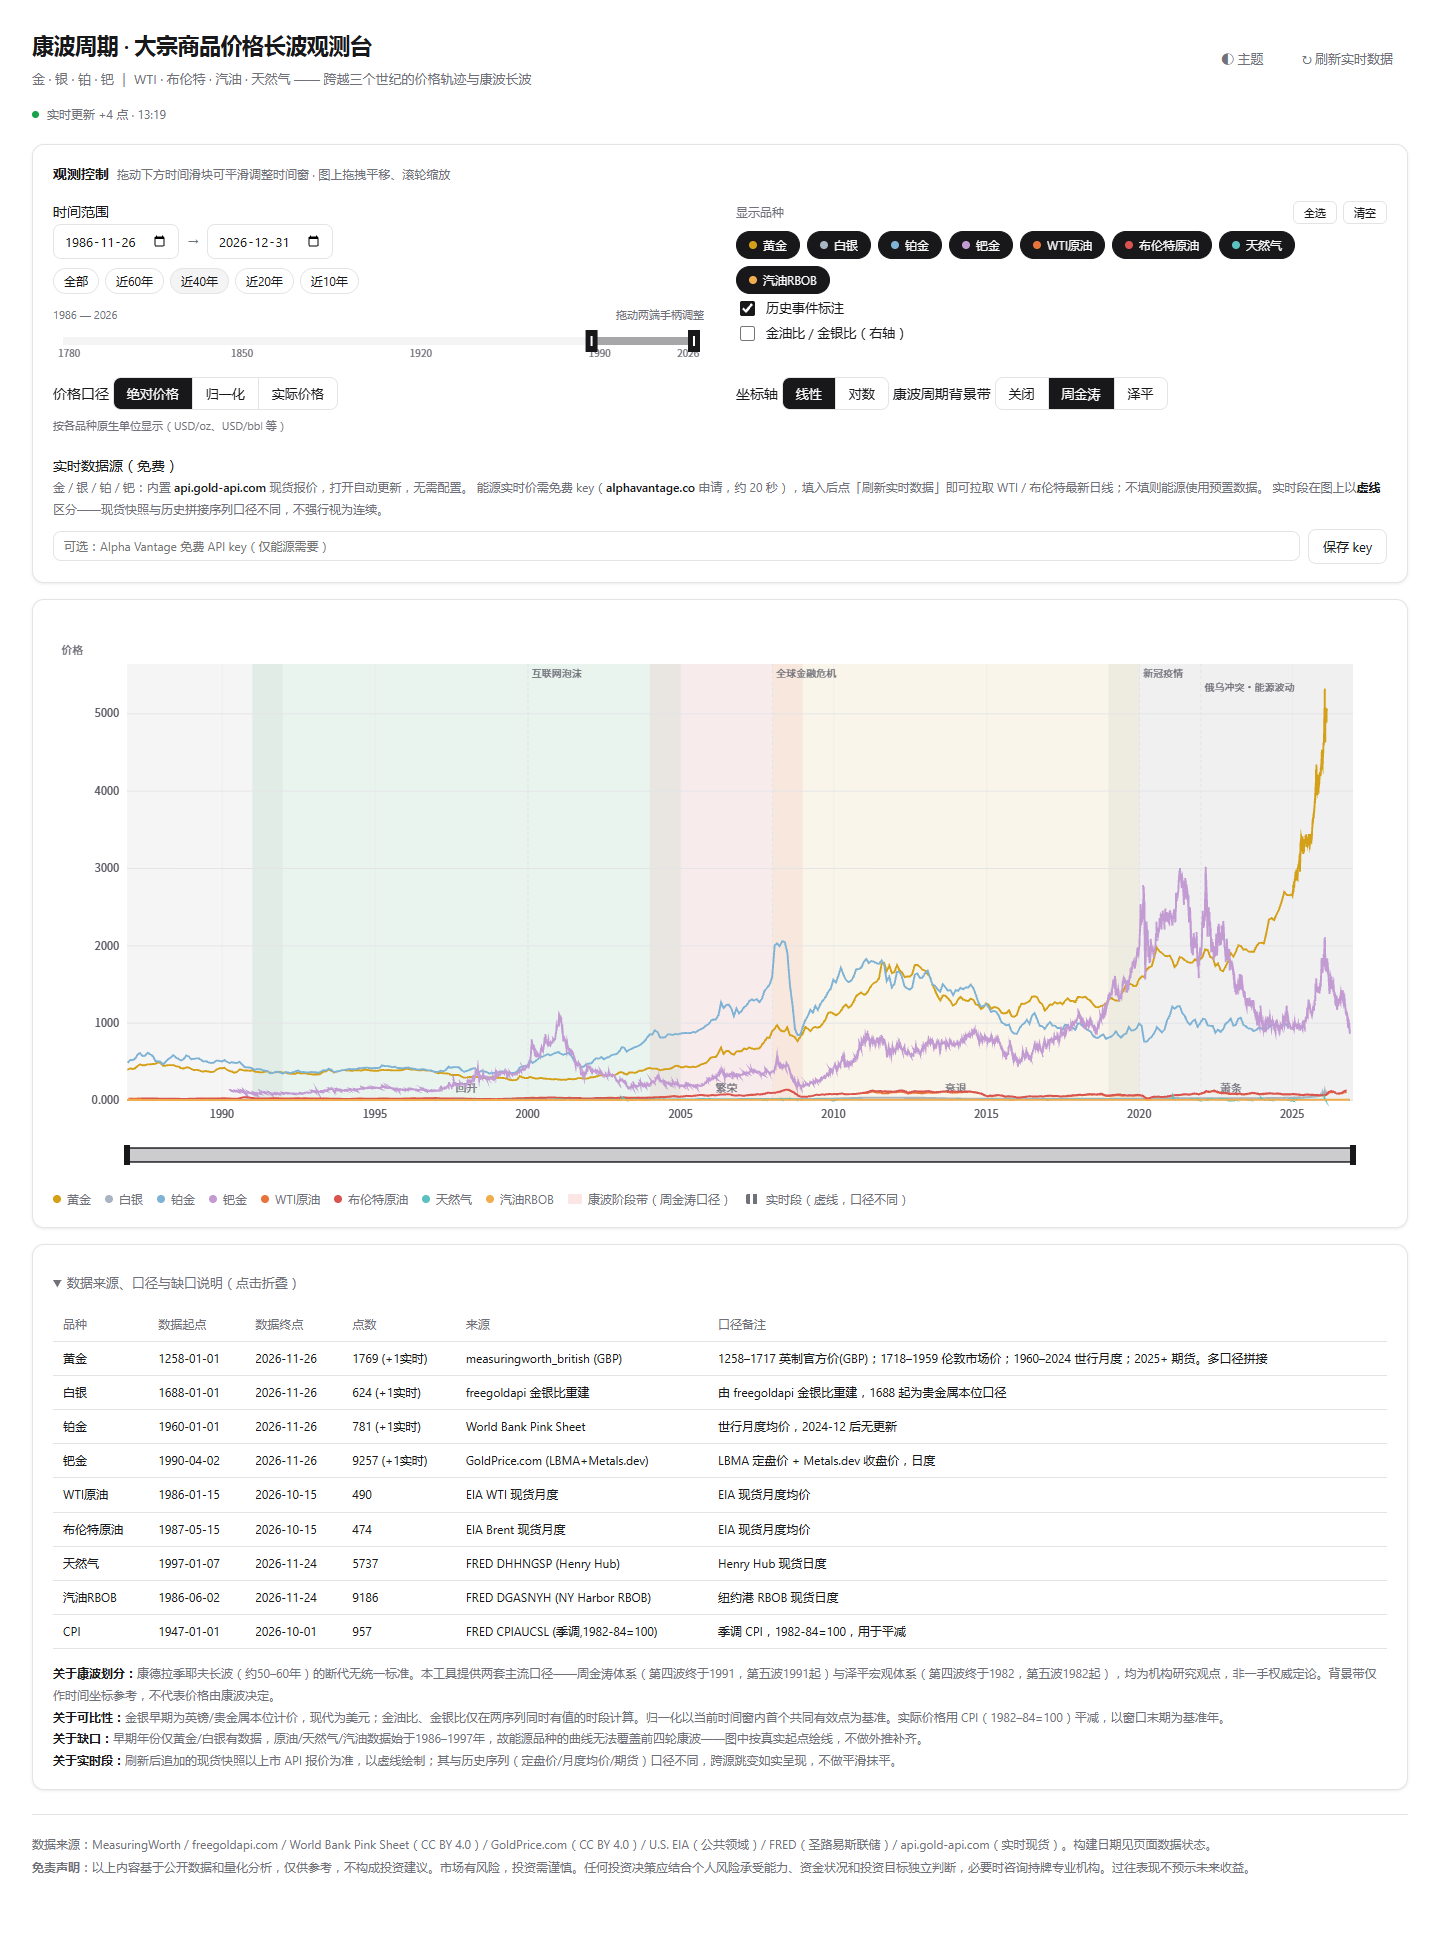 康波周期 · 大宗商品价格长波观测台
金 · 银 · 铂 · 钯 | WTI · 布伦特 · 汽油 · 天然气 —— 跨越三个世纪的价格轨迹与康波长波
◐ 主题
↻ 刷新实时数据
实时更新 +4 点 · 13:19
观测控制 拖动下方时间滑块可平滑调整时间窗 · 图上拖拽平移、滚轮缩放
时间范围
1986-11-26 → 2026-12-31
全部 近60年 近40年 近20年 近10年
1986 — 2026 拖动两端手柄调整
1780 1850 1920 1990 2026
显示品种 全选 清空
黄金 白银 铂金 钯金 WTI原油 布伦特原油 天然气
汽油RBOB
历史事件标注
金油比 / 金银比（右轴）
价格口径 绝对价格 归一化 实际价格
按各品种原生单位显示（USD/oz、USD/bbl 等）
坐标轴 线性 对数 康波周期背景带 关闭 周金涛 泽平
实时数据源（免费）
金 / 银 / 铂 / 钯：内置 api.gold-api.com 现货报价，打开自动更新，无需配置。 能源实时价需免费 key（alphavantage.co 申请，约 20 秒），填入后点「刷新实时数据」即可拉取 WTI / 布伦特最新日线；不填则能源使用预置数据。 实时段在图上以虚线
区分——现货快照与历史拼接序列口径不同，不强行视为连续。
可选：Alpha Vantage 免费 API key（仅能源需要）
保存 key
价格
互联网泡沫 全球金融危机 新冠疫情
俄乌冲突・能源波动
5000
4000
3000
2000
1000
0.000
回升 繁荣 衰退 萧条
1990 1995 2000 2005 2010 2015 2020 2025
黄金 白银 铂金 钯金 WTI原油 布伦特原油 天然气 汽油RBOB 康波阶段带（周金涛口径） 实时段（虚线，口径不同）
▼ 数据来源、口径与缺口说明（点击折叠）
品种 数据起点 数据终点 点数 来源 口径备注
黄金 1258-01-01 2026-11-26 1769 (+1实时) measuringworth_british (GBP) 1258–1717 英制官方价(GBP)；1718–1959 伦敦市场价；1960–2024 世行月度；2025+ 期货。多口径拼接
白银 1688-01-01 2026-11-26 624 (+1实时) freegoldapi 金银比重建 由 freegoldapi 金银比重建，1688 起为贵金属本位口径
铂金 1960-01-01 2026-11-26 781 (+1实时) World Bank Pink Sheet 世行月度均价，2024-12 后无更新
钯金 1990-04-02 2026-11-26 9257 (+1实时) GoldPrice.com (LBMA+Metals.dev) LBMA 定盘价 + Metals.dev 收盘价，日度
WTI原油 1986-01-15 2026-10-15 490 EIA WTI 现货月度 EIA 现货月度均价
布伦特原油 1987-05-15 2026-10-15 474 EIA Brent 现货月度 EIA 现货月度均价
天然气 1997-01-07 2026-11-24 5737 FRED DHHNGSP (Henry Hub) Henry Hub 现货日度
汽油RBOB 1986-06-02 2026-11-24 9186 FRED DGASNYH (NY Harbor RBOB) 纽约港 RBOB 现货日度
CPI 1947-01-01 2026-10-01 957 FRED CPIAUCSL (季调,1982-84=100) 季调 CPI，1982-84=100，用于平减
关于康波划分：康德拉季耶夫长波（约50–60年）的断代无统一标准。本工具提供两套主流口径——周金涛体系（第四波终于1991，第五波1991起）与泽平宏观体系（第四波终于1982，第五波1982起），均为机构研究观点，非一手权威定论。背景带仅
作时间坐标参考，不代表价格由康波决定。
关于可比性：金银早期为英镑/贵金属本位计价，现代为美元；金油比、金银比仅在两序列同时有值的时段计算。归一化以当前时间窗内首个共同有效点为基准。实际价格用 CPI（1982–84=100）平减，以窗口末期为基准年。
关于缺口：早期年份仅黄金/白银有数据，原油/天然气/汽油数据始于1986–1997年，故能源品种的曲线无法覆盖前四轮康波——图中按真实起点绘线，不做外推补齐。
关于实时段：刷新后追加的现货快照以上市 API 报价为准，以虚线绘制；其与历史序列（定盘价/月度均价/期货）口径不同，跨源跳变如实呈现，不做平滑抹平。
数据来源：MeasuringWorth / freegoldapi.com / World Bank Pink Sheet（CC BY 4.0）/ GoldPrice.com（CC BY 4.0）/ U.S. EIA（公共领域）/ FRED（圣路易斯联储）/ api.gold-api.com（实时现货）。构建日期见页面数据状态。
免责声明：以上内容基于公开数据和量化分析，仅供参考，不构成投资建议。市场有风险，投资需谨慎。任何投资决策应结合个人风险承受能力、资金状况和投资目标独立判断，必要时咨询持牌专业机构。过往表现不预示未来收益。